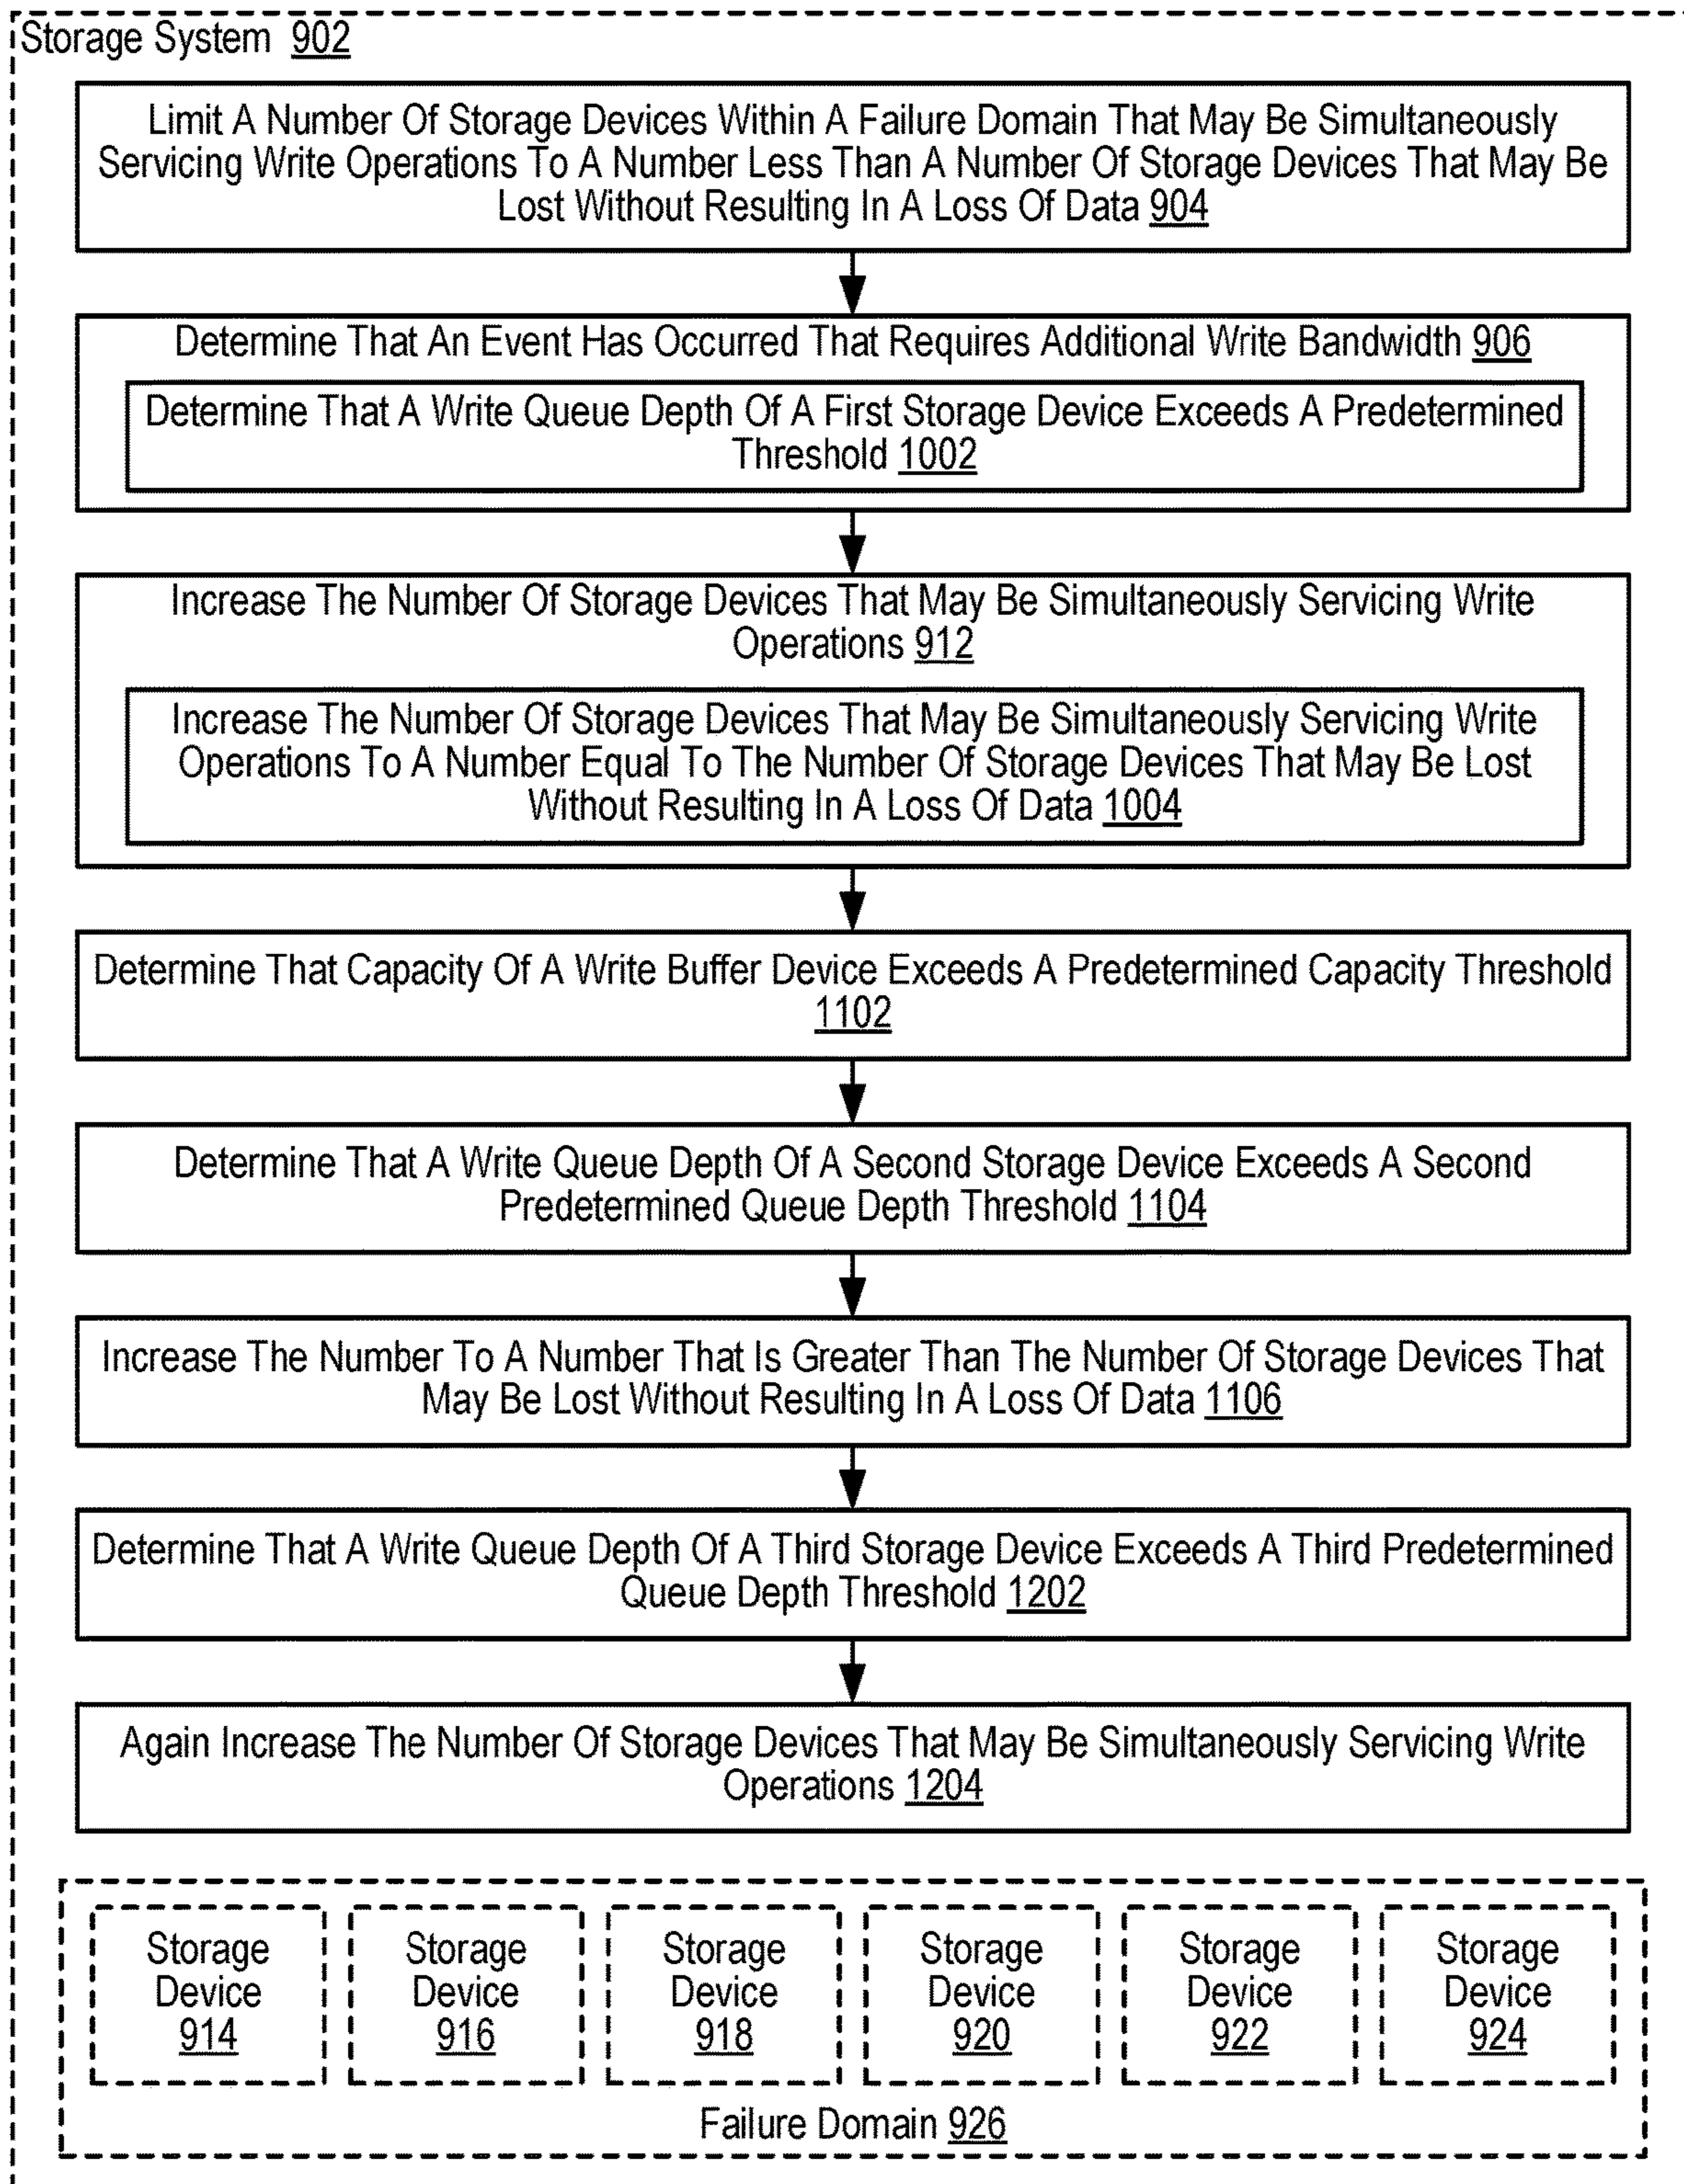 Storage System 902
Limit A Number Of Storage Devices Within A Failure Domain That May Be Simultaneously
Servicing Write Operations To A Number Less Than A Number Of Storage Devices That May Be
Lost Without Resulting In A Loss Of Data 904
Determine That An Event Has Occurred That Requires Additional Write Bandwidth 906
Determine That A Write Queue Depth Of A First Storage Device Exceeds A Predetermined
Threshold 1002
Increase The Number Of Storage Devices That May Be Simultaneously Servicing Write
Operations 912
Increase The Number Of Storage Devices That May Be Simultaneously Servicing Write
Operations To A Number Equal To The Number Of Storage Devices That May Be Lost
Without Resulting In A Loss Of Data 1004
Determine That Capacity Of A Write Buffer Device Exceeds A Predetermined Capacity Threshold
1102
Determine That A Write Queue Depth Of A Second Storage Device Exceeds A Second
Predetermined Queue Depth Threshold 1104
Increase The Number To A Number That Is Greater Than The Number Of Storage Devices That
May Be Lost Without Resulting In A Loss Of Data 1106
Determine That A Write Queue Depth Of A Third Storage Device Exceeds A Third Predetermined
Queue Depth Threshold 1202
Again Increase The Number Of Storage Devices That May Be Simultaneously Servicing Write
Operations 1204
Storage
Device
914
Storage
Device
916
Storage
Device
918
Storage
Device
920
Storage
Device
922
Storage
Device
924
Failure Domain 926